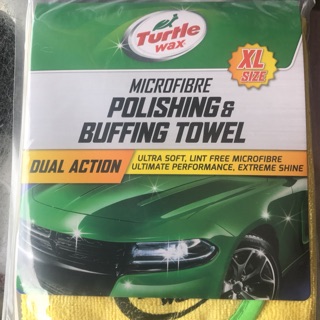 Turtle
wax
XL
SIZE
MICROFIBRE
POLISHING &
BUFFING TOWEL
DUAL ACTION
ULTRA SOFT, LINT FREE MICROFIBRE
ULTIMATE PERFORMANCE, EXTREME SHINE